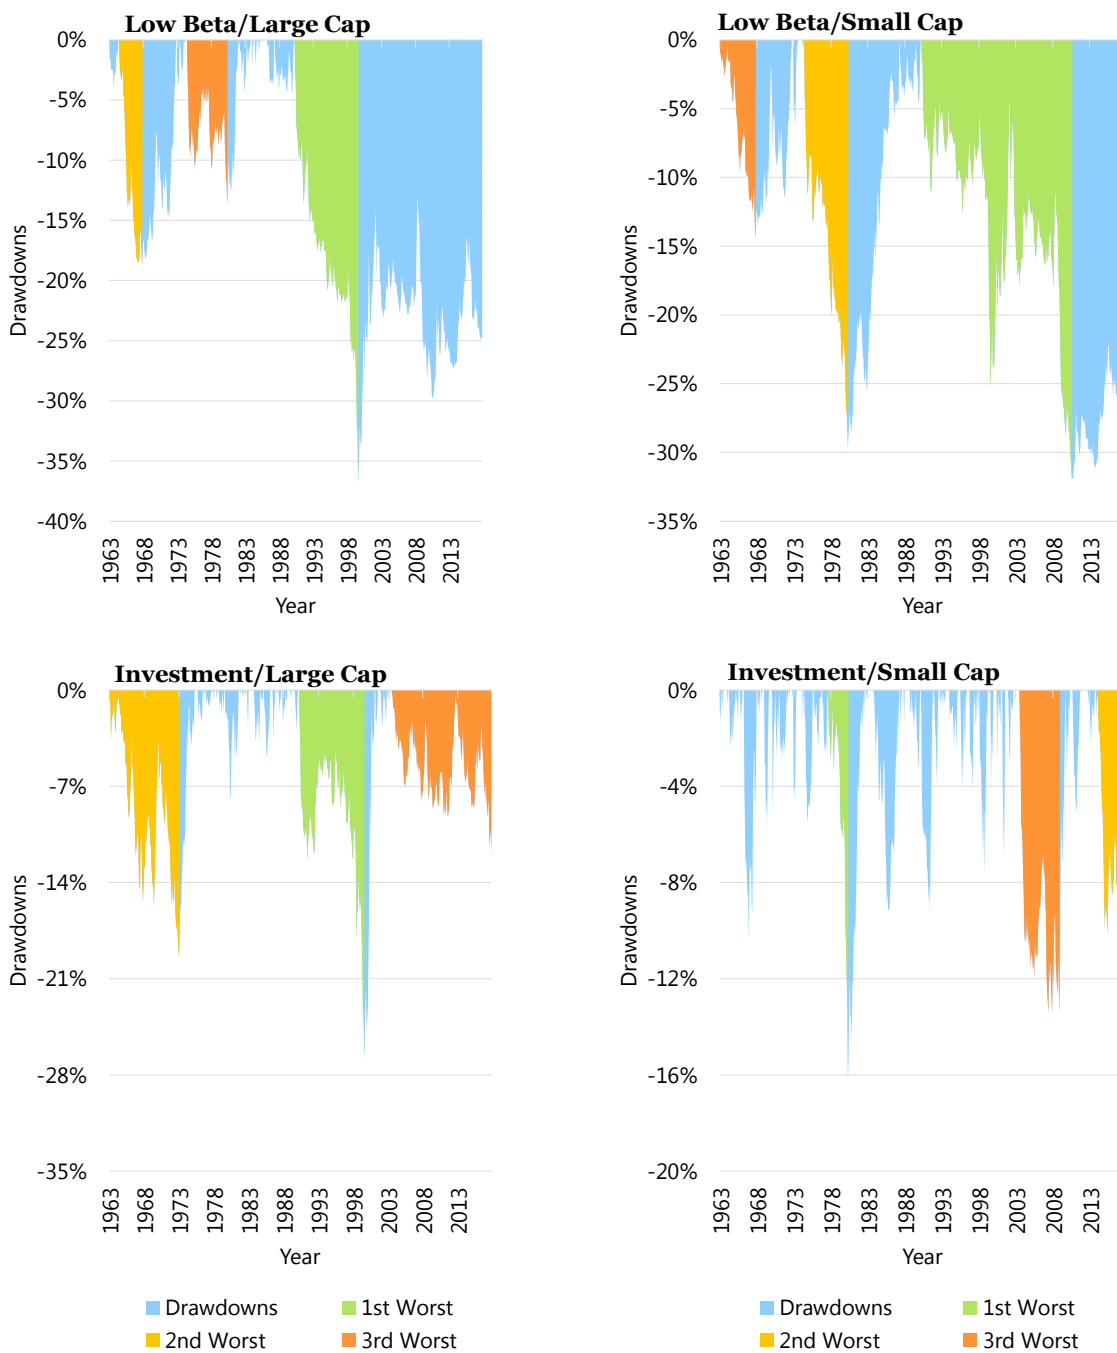 Low Beta/Large Cap
0%
-5%
-10%
-15%
-20%
-25%
-30%
-35%
-40%
Drawdowns
1963 1968 1973 1978 1983 1988 1993 1998 2003 2008 2013
Year
Low Beta/Small Cap
0%
-5%
-10%
-15%
-20%
-25%
-30%
-35%
Drawdowns
1963 1968 1973 1978 1983 1988 1993 1998 2003 2008 2013
Year
Investment/Large Cap
0%
-7%
-14%
-21%
-28%
-35%
Drawdowns
1963 1968 1973 1978 1983 1988 1993 1998 2003 2008 2013
Year
Drawdowns 1st Worst
2nd Worst 3rd Worst
Investment/Small Cap
0%
-4%
-8%
-12%
-16%
-20%
Drawdowns
1963 1968 1973 1978 1983 1988 1993 1998 2003 2008 2013
Year
Drawdowns 1st Worst
2nd Worst 3rd Worst